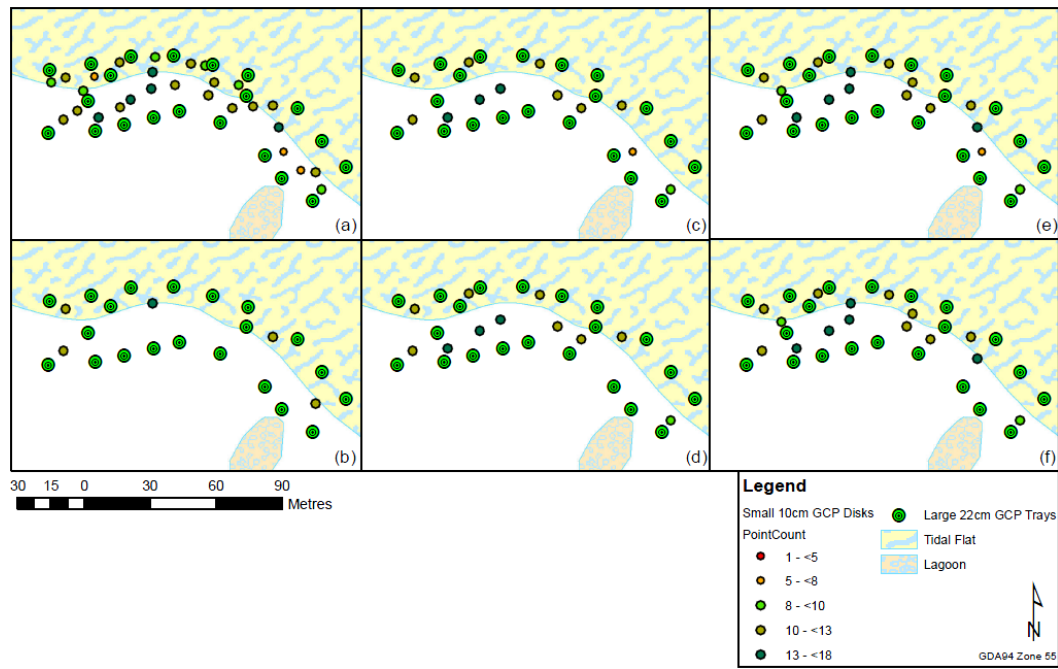 (a)
(c)
(e)
(b)
(d)
(f)
30 15 0 30 60 90
Metres
Legend
Small 10cm GCP Disks
Large 22cm GCP Trays
PointCount
Tidal Flat
1 - <5
Lagoon
5 - <8
8 - <10
10 - <13
13 - <18
N
GDA94 Zone 55